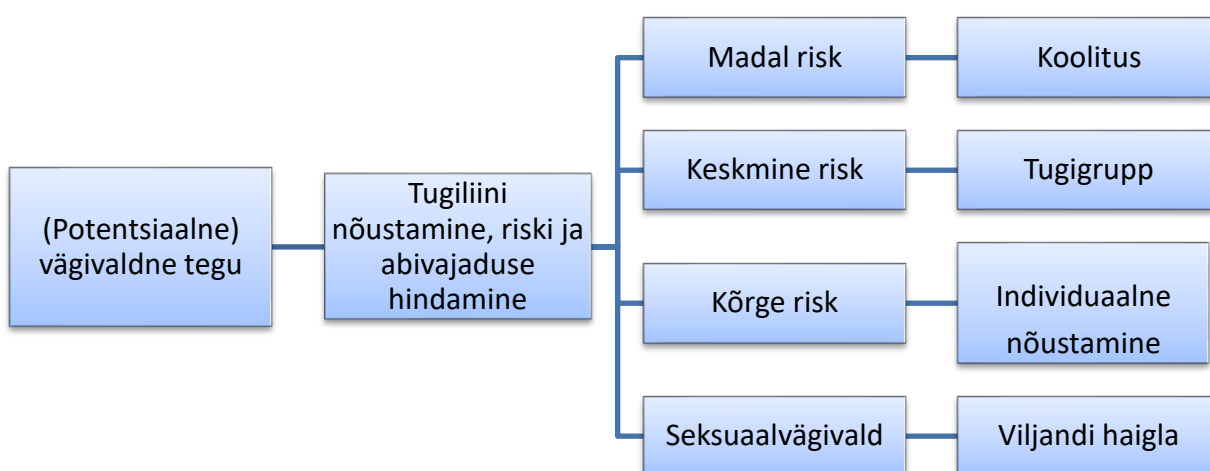 (Potentsiaalne)
vägivaldne tegu
Tugiliini
nõustamine, riski ja
abivajaduse
hindamine
Madal risk
Koolitus
Keskmine risk
Tugigrupp
Kõrge risk
Individuaalne
nõustamine
Seksuaalvägivald
Viljandi haigla